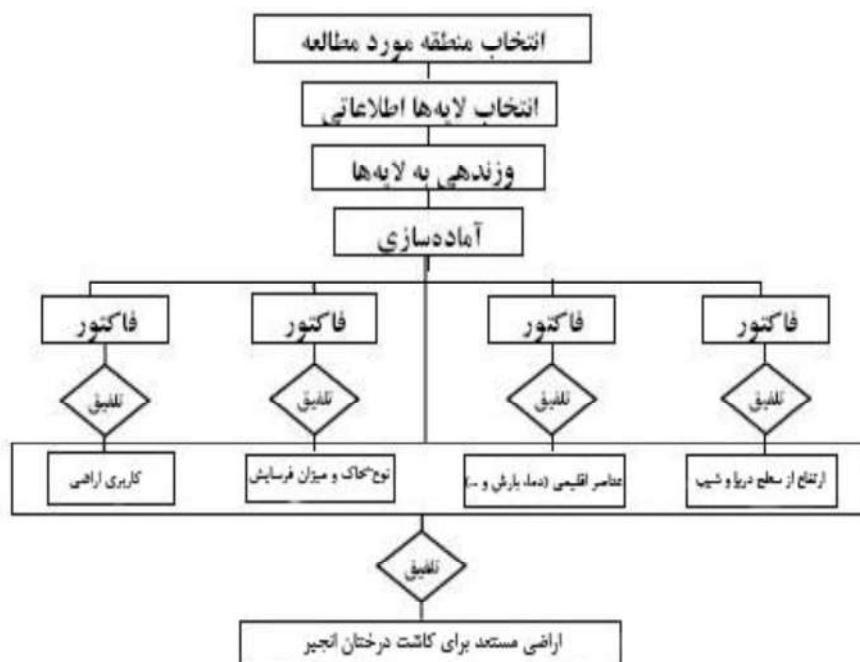 انتخاب منطقه مورد مطالعه
انتخاب لایه‌ها اطلاعاتی
وزندهی به لایه‌ها
آماده‌سازی
فاکتور
فاکتور
فاکتور
فاکتور
تلفیق
تلفیق
تلفیق
تلفیق
ارتفاع از سطح دریا و شیب
عناصر اقلیمی (دما، بارش و ...)
نوع خاک و میزان فرسایش
کاربری اراضی
تلفیق
اراضی مستعد برای کاشت درختان انجیر